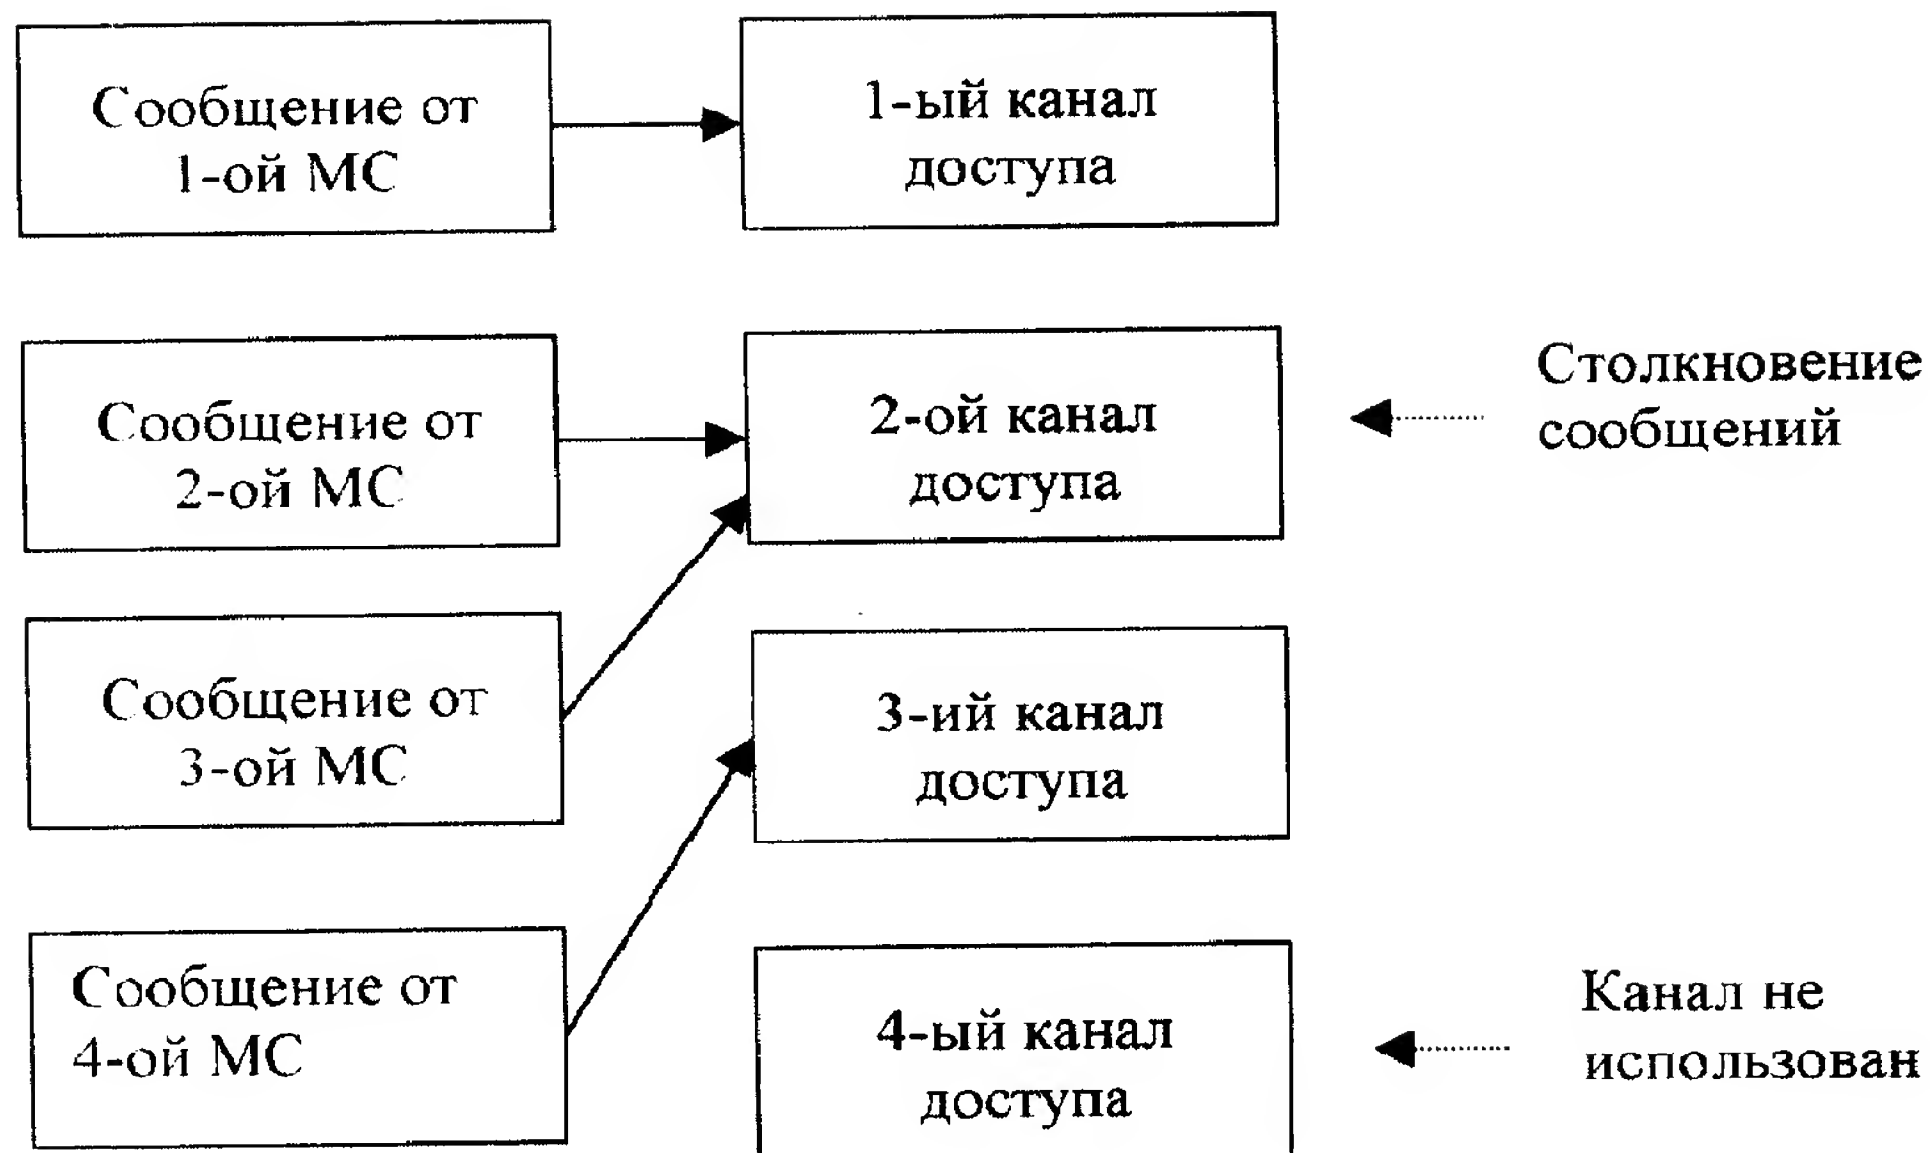 Сообщение от
1-ой МС
1-ый канал
доступа
Сообщение от
2-ой МС
2-ой канал
доступа
Столкновение
сообщений
Сообщение от
3-ой МС
3-ий канал
доступа
Сообщение от
4-ой МС
4-ый канал
доступа
Канал не
использован